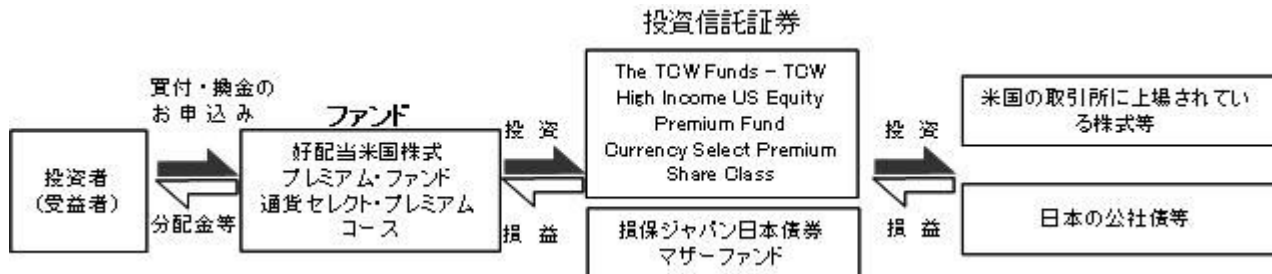 投資信託証券
買付・換金の
お申込み
ファンド
投資者
(受益者)
分配金等
好配当米国株式
プレミアム・ファンド
通貨セレクト・プレミアム
コース
投資
損益
The TCW Funds - TCW
High Income US Equity
Premium Fund
Currency Select Premium
Share Class
損保ジャパン日本債券
マザーファンド
投資
損益
米国の取引所に上場されてい
る株式等
日本の公社債等